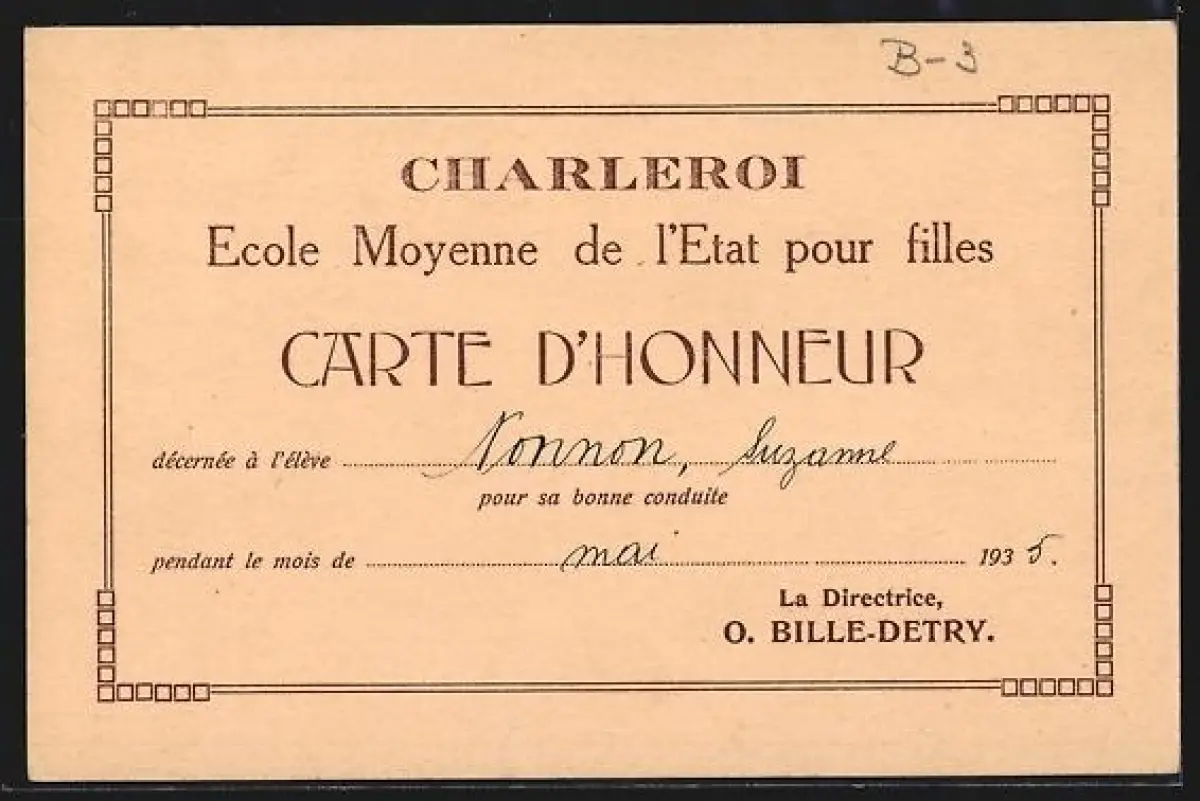 B-3
CHARLEROI
Ecole Moyenne de l'Etat pour filles
CARTE D'HONNEUR
décernée à l'élève Nonnon, Suzanne
pour sa bonne conduite
pendant le mois de mai 1935.
La Directrice,
O. BILLE-DETRY.